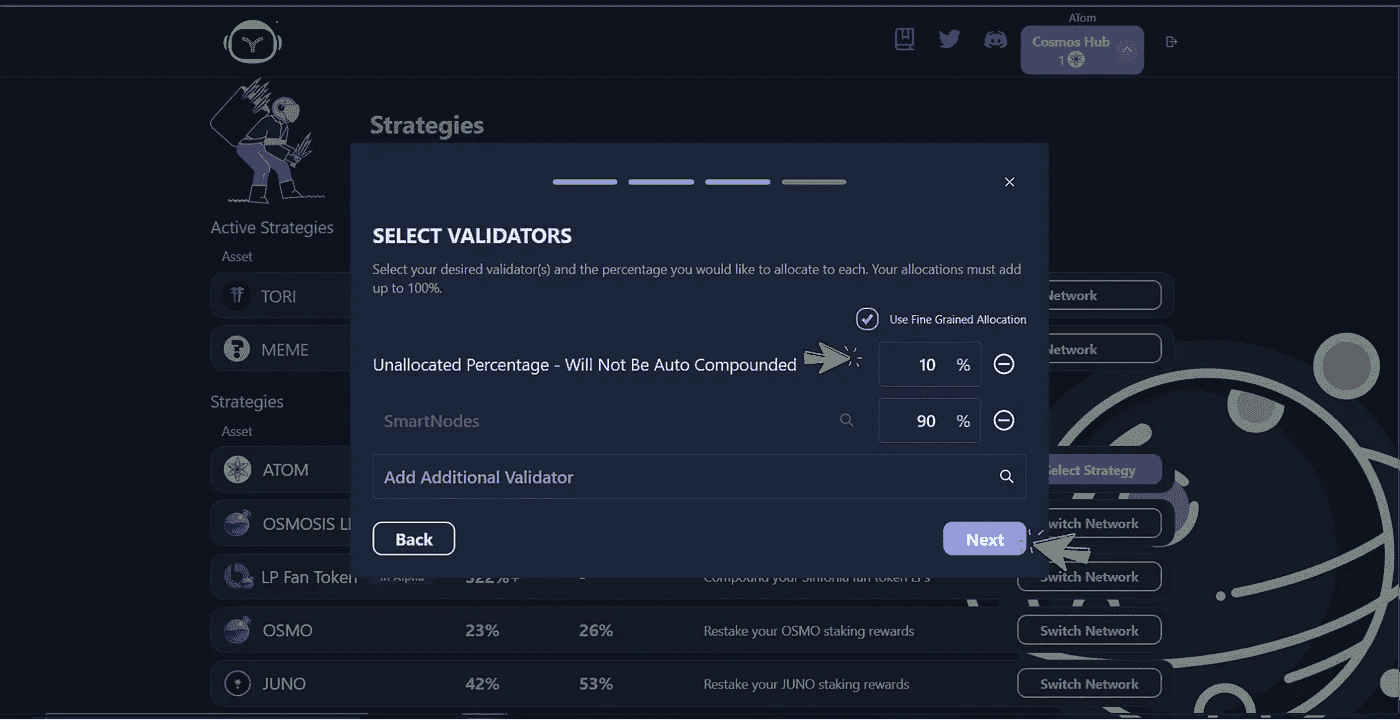 ATom
Cosmos Hub
1
Strategies
Active Strategies
Asset
TORI
Network
MEME
Network
Strategies
Asset
SELECT VALIDATORS
Select your desired validator(s) and the percentage you would like to allocate to each. Your allocations must add
up to 100%.
Use Fine Grained Allocation
Unallocated Percentage - Will Not Be Auto Compounded 10 %
SmartNodes 90 %
Add Additional Validator
Back Next
ATOM
Select Strategy
OSMOSIS
Switch Network
LP Fan Token In Alpha 322%+ - Compound your Sinfonia fan token LPs Switch Network
OSMO 23% 26% Restake your OSMO staking rewards Switch Network
JUNO 42% 53% Restake your JUNO staking rewards Switch Network